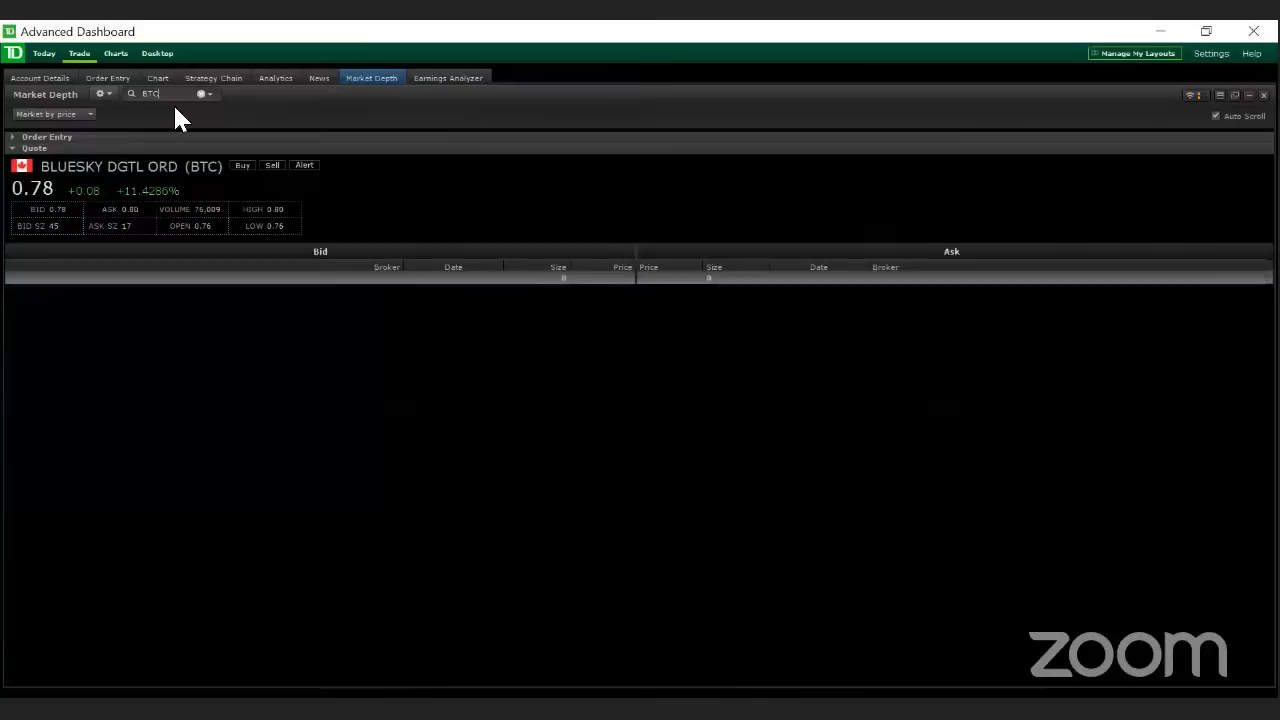 TD Advanced Dashboard
TD Today Trade Charts Desktop Manage My Layouts Settings Help
Account Details Order Entry Chart Strategy Chain Analytics News Market Depth Earnings Analyzer
Market Depth BTC
Market by price Auto Scroll
Order Entry
Quote
BLUESKY DGTL ORD (BTC) Buy Sell Alert
0.78 +0.08 +11.4286%
BID 0.78 ASK 0.80 VOLUME 76,009 HIGH 0.80
BID SZ 45 ASK SZ 17 OPEN 0.76 LOW 0.76
Bid Ask
Broker Date Size Price Price Size Date Broker
0 0
zoom